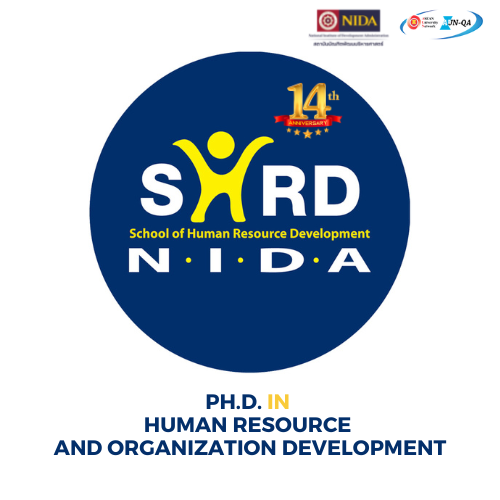 NIDA
National Institute of Development Administration
สถาบันบัณฑิตพัฒนบริหารศาสตร์
ASEAN
University
Network
UN-QA
14th
ANNIVERSARY
SHRD
School of Human Resource Development
N·I·D·A
PH.D. IN
HUMAN RESOURCE
AND ORGANIZATION DEVELOPMENT